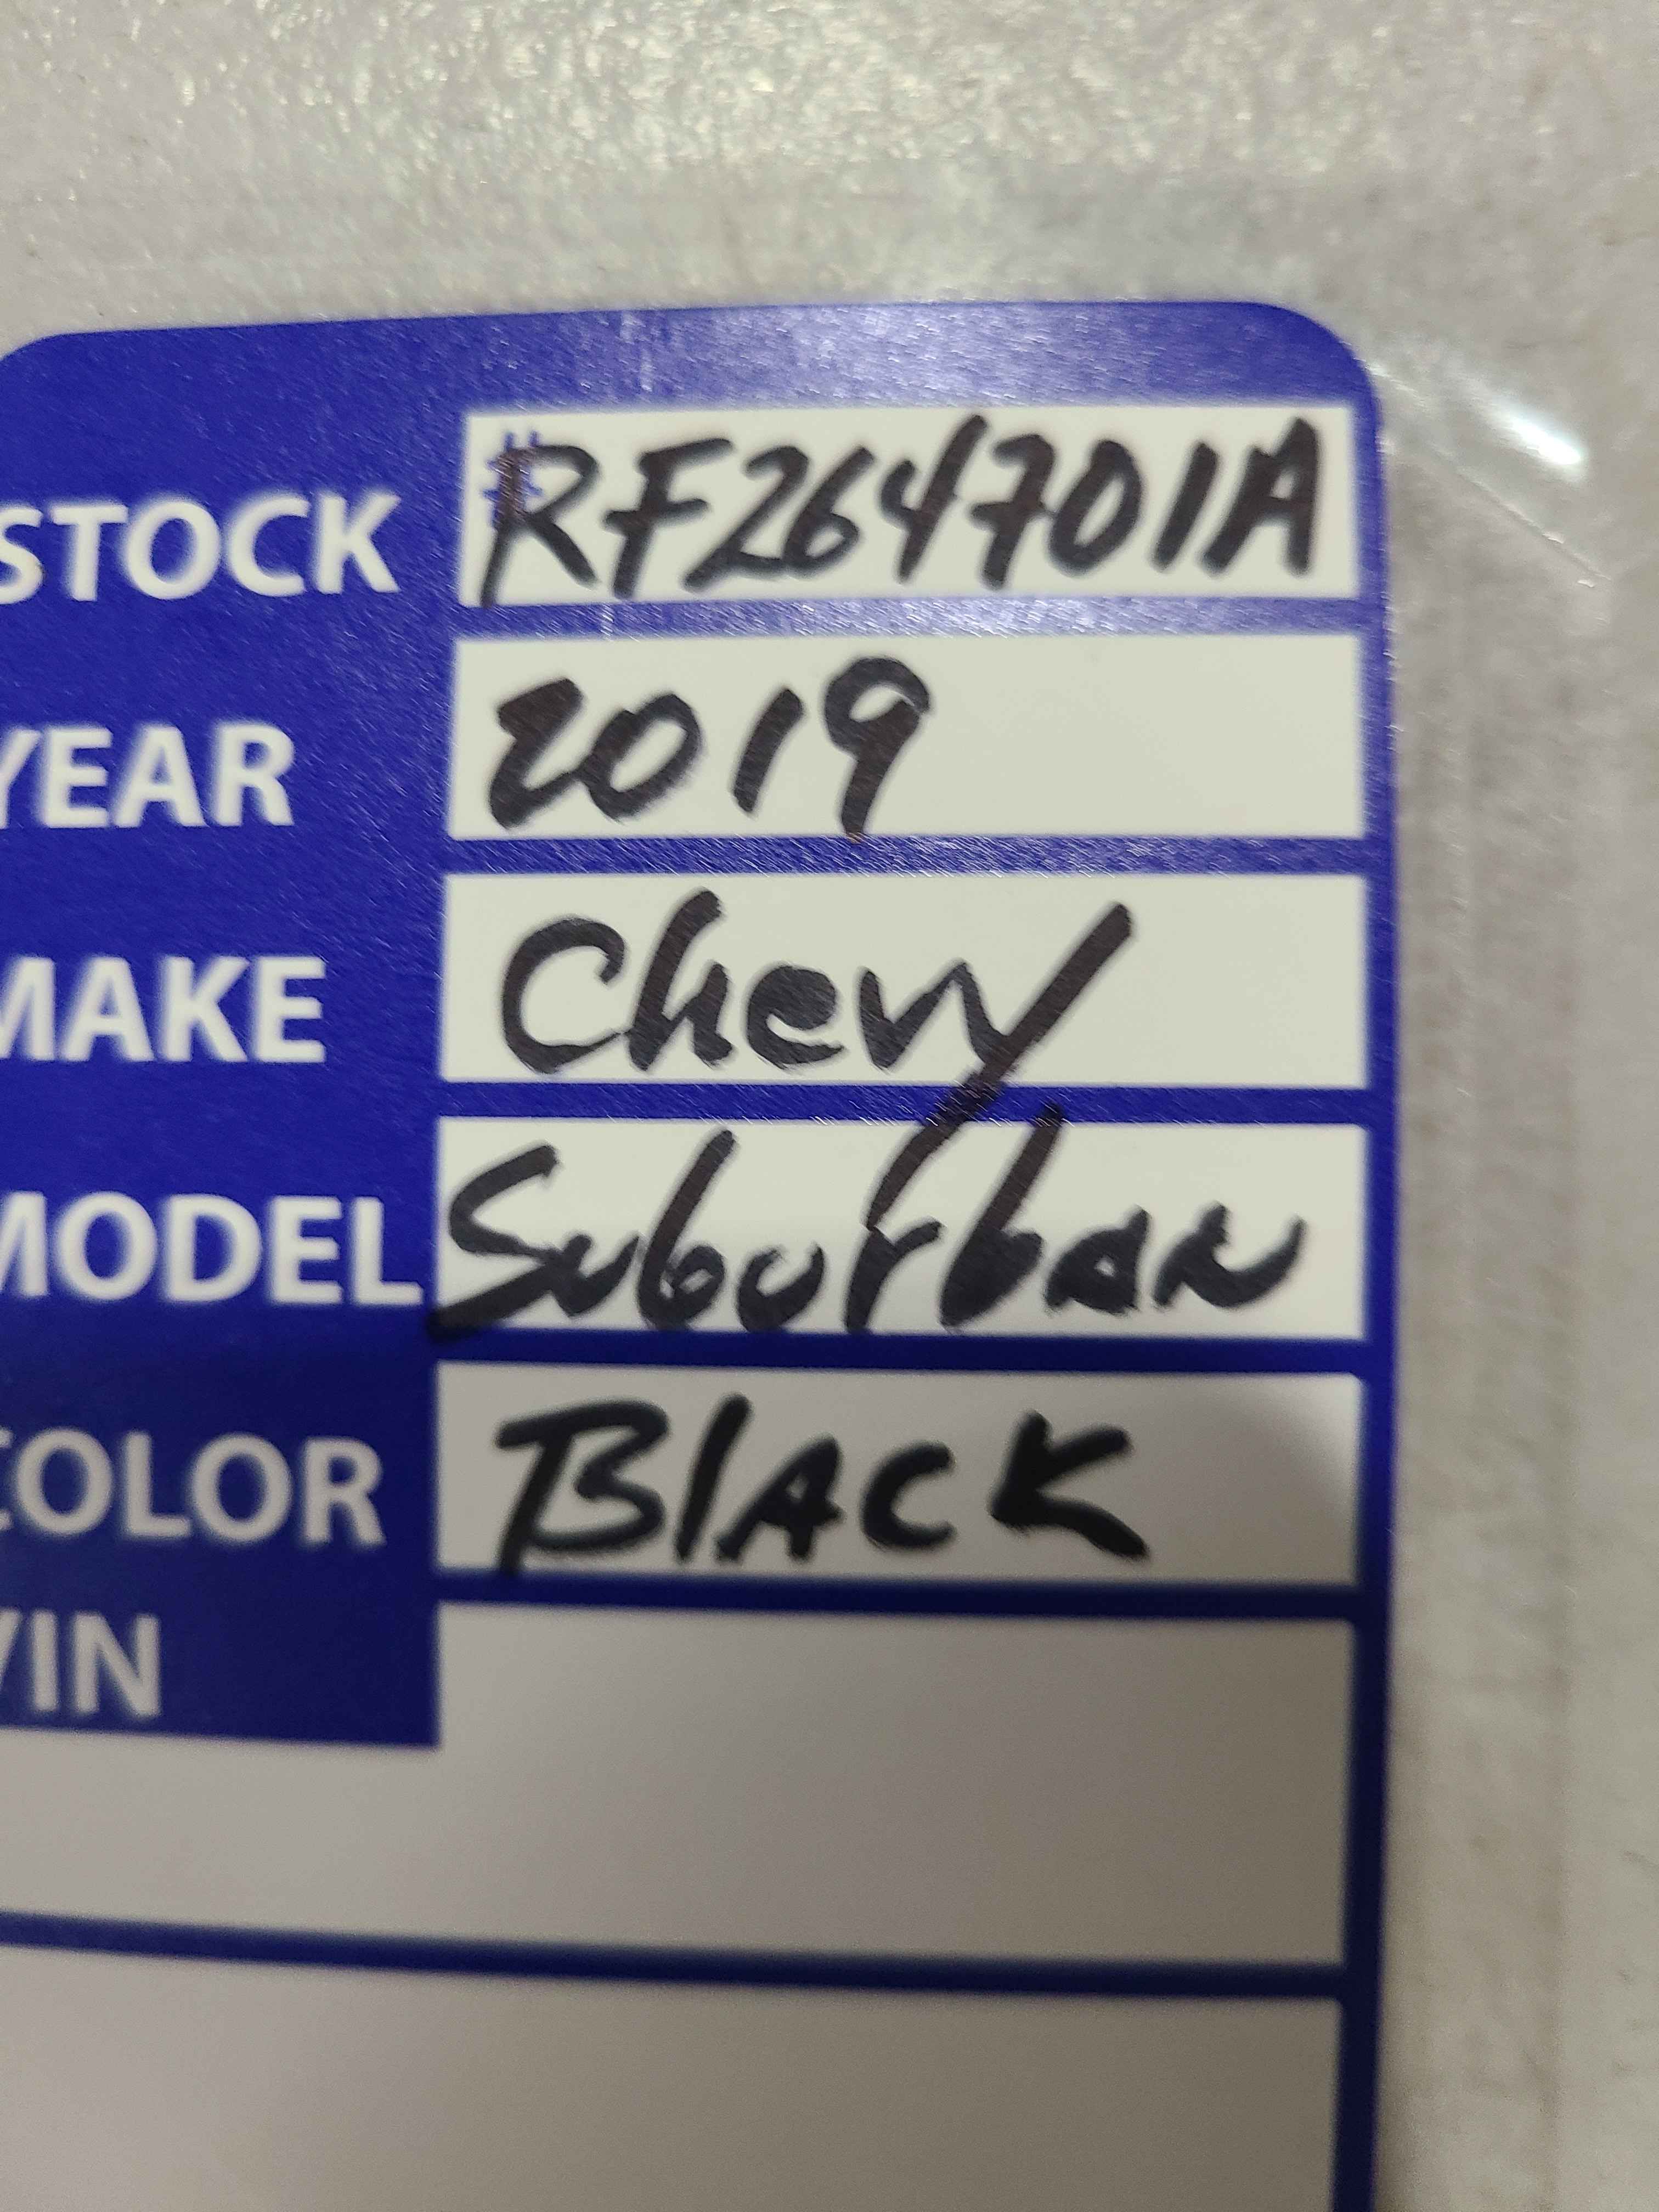 STOCK #RF264701A
YEAR 2019
MAKE Chevy
MODEL Suburban
COLOR BlACK
VIN